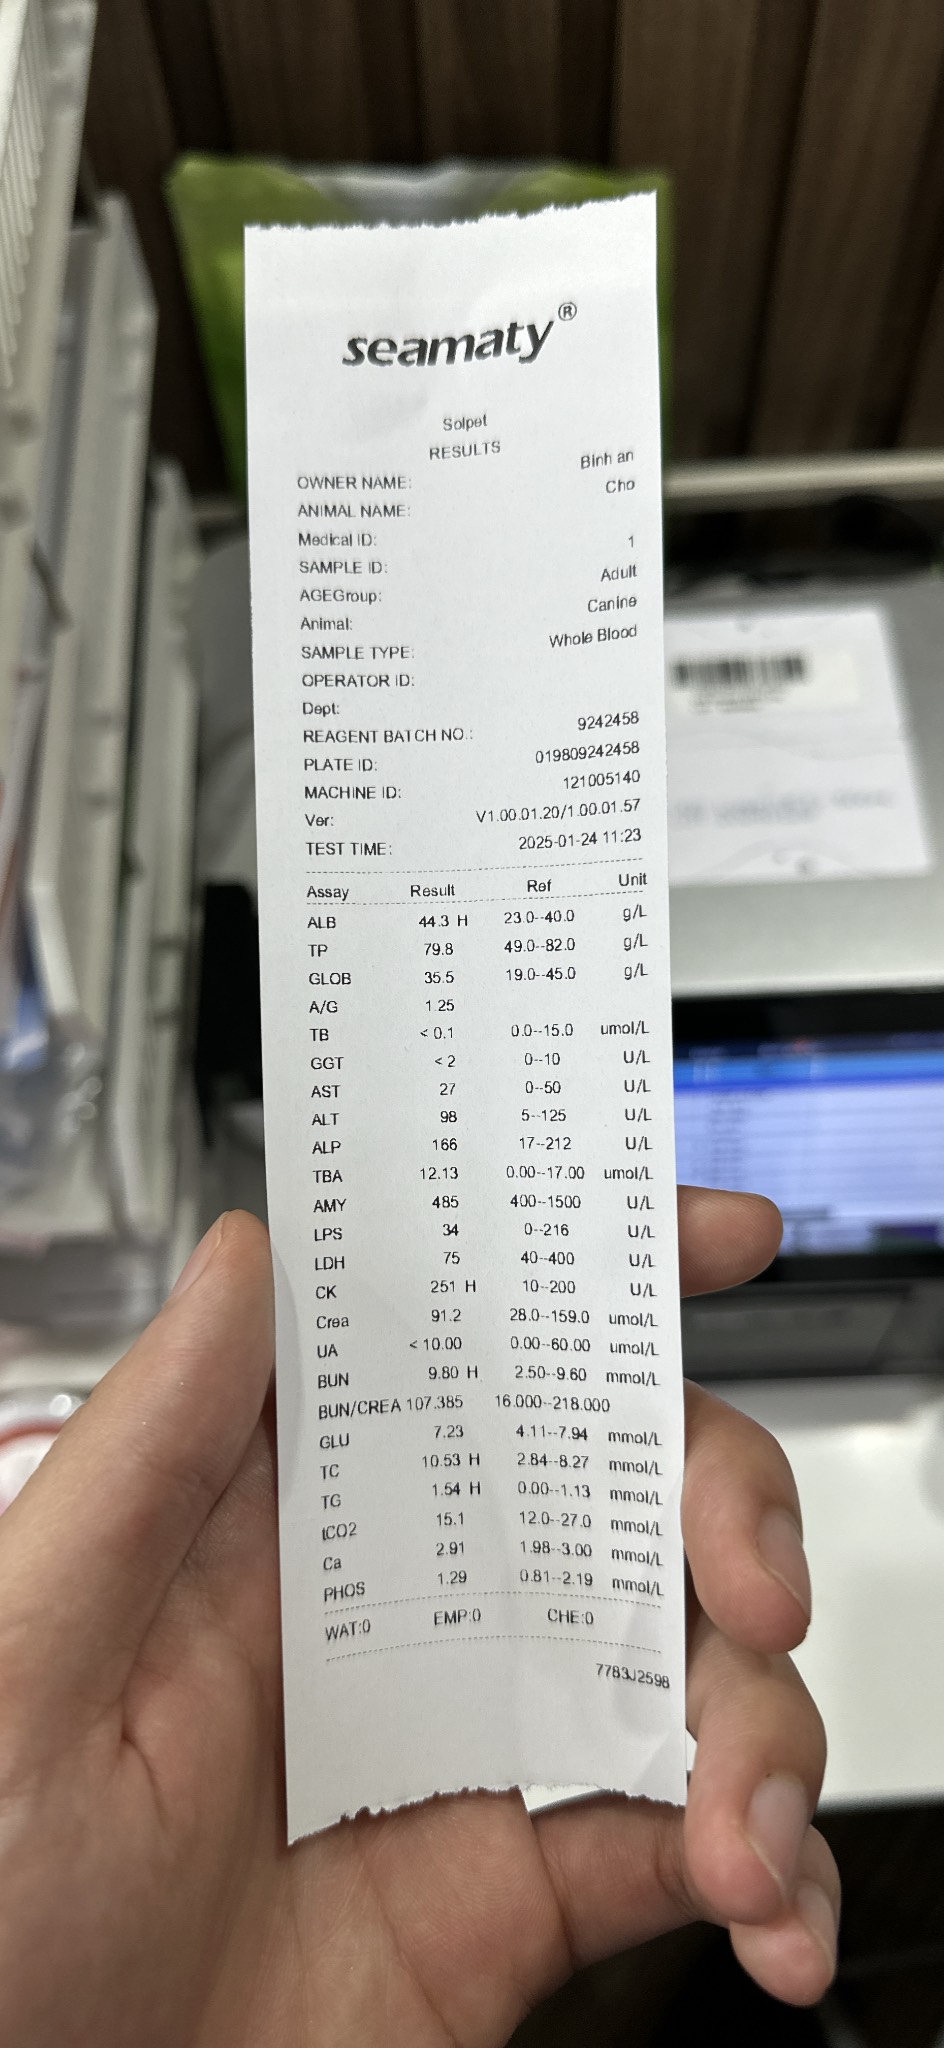 seamaty®
Solpet
RESULTS
OWNER NAME: Binh an
ANIMAL NAME: Cho
Medical ID:
SAMPLE ID: 1
AGEGroup: Adult
Animal: Canine
SAMPLE TYPE: Whole Blood
OPERATOR ID:
Dept:
REAGENT BATCH NO.: 9242458
PLATE ID: 019809242458
MACHINE ID: 121005140
Ver: V1.00.01.20/1.00.01.57
TEST TIME: 2025-01-24 11:23
Assay Result Ref Unit
ALB 44.3 H 23.0--40.0 g/L
TP 79.8 49.0--82.0 g/L
GLOB 35.5 19.0--45.0 g/L
A/G 1.25
TB < 0.1 0.0--15.0 umol/L
GGT < 2 0--10 U/L
AST 27 0--50 U/L
ALT 98 5--125 U/L
ALP 166 17--212 U/L
TBA 12.13 0.00--17.00 umol/L
AMY 485 400--1500 U/L
LPS 34 0--216 U/L
LDH 75 40--400 U/L
CK 251 H 10--200 U/L
Crea 91.2 28.0--159.0 umol/L
UA < 10.00 0.00--60.00 umol/L
BUN 9.80 H 2.50--9.60 mmol/L
BUN/CREA 107.385 16.000--218.000
GLU 7.23 4.11--7.94 mmol/L
TC 10.53 H 2.84--8.27 mmol/L
TG 1.54 H 0.00--1.13 mmol/L
tCO2 15.1 12.0--27.0 mmol/L
Ca 2.91 1.98--3.00 mmol/L
PHOS 1.29 0.81--2.19 mmol/L
WAT:0 EMP:0 CHE:0
7783J2598